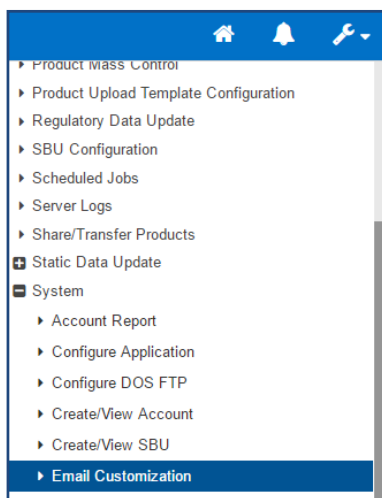 Product Mass Control
Product Upload Template Configuration
Regulatory Data Update
SBU Configuration
Scheduled Jobs
Server Logs
Share/Transfer Products
Static Data Update
System
Account Report
Configure Application
Configure DOS FTP
Create/View Account
Create/View SBU
Email Customization